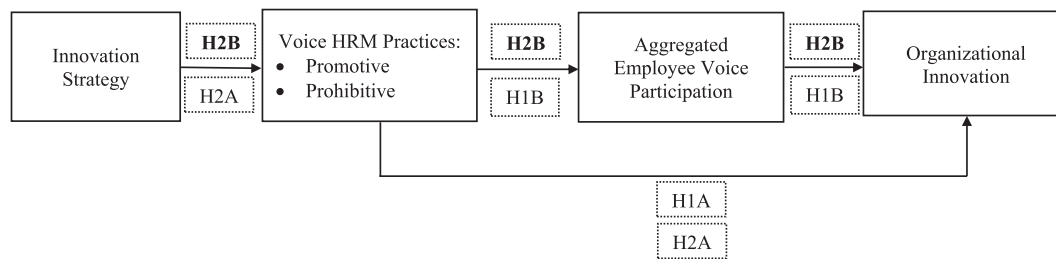 Innovation
Strategy
H2B
H2A
Voice HRM Practices:
• Promotive
• Prohibitive
H2B
H1B
Aggregated
Employee Voice
Participation
H2B
H1B
Organizational
Innovation
H1A
H2A